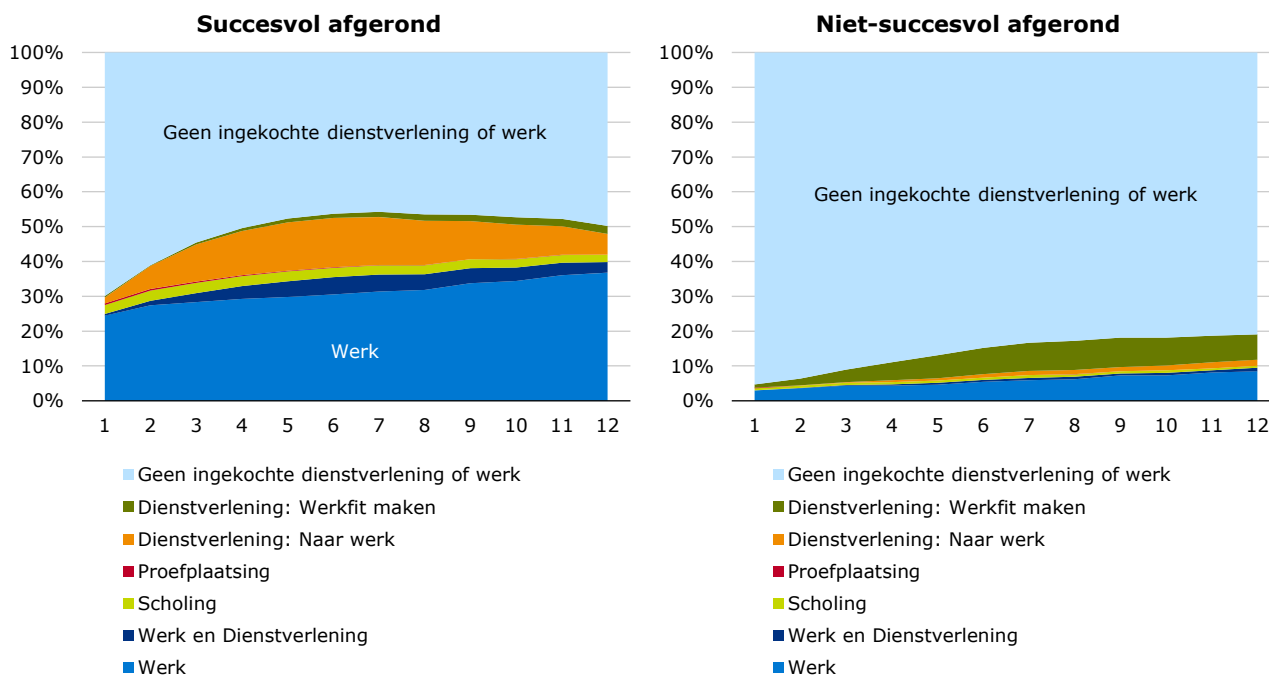 Succesvol afgerond
100%
90%
80%
70%
60%
50%
40%
30%
20%
10%
0%
Geen ingekochte dienstverlening of werk
Werk
1 2 3 4 5 6 7 8 9 10 11 12
Geen ingekochte dienstverlening of werk
Dienstverlening: Werkfit maken
Dienstverlening: Naar werk
Proefplaatsing
Scholing
Werk en Dienstverlening
Werk
Niet-succesvol afgerond
100%
90%
80%
70%
60%
50%
40%
30%
20%
10%
0%
Geen ingekochte dienstverlening of werk
1 2 3 4 5 6 7 8 9 10 11 12
Geen ingekochte dienstverlening of werk
Dienstverlening: Werkfit maken
Dienstverlening: Naar werk
Proefplaatsing
Scholing
Werk en Dienstverlening
Werk